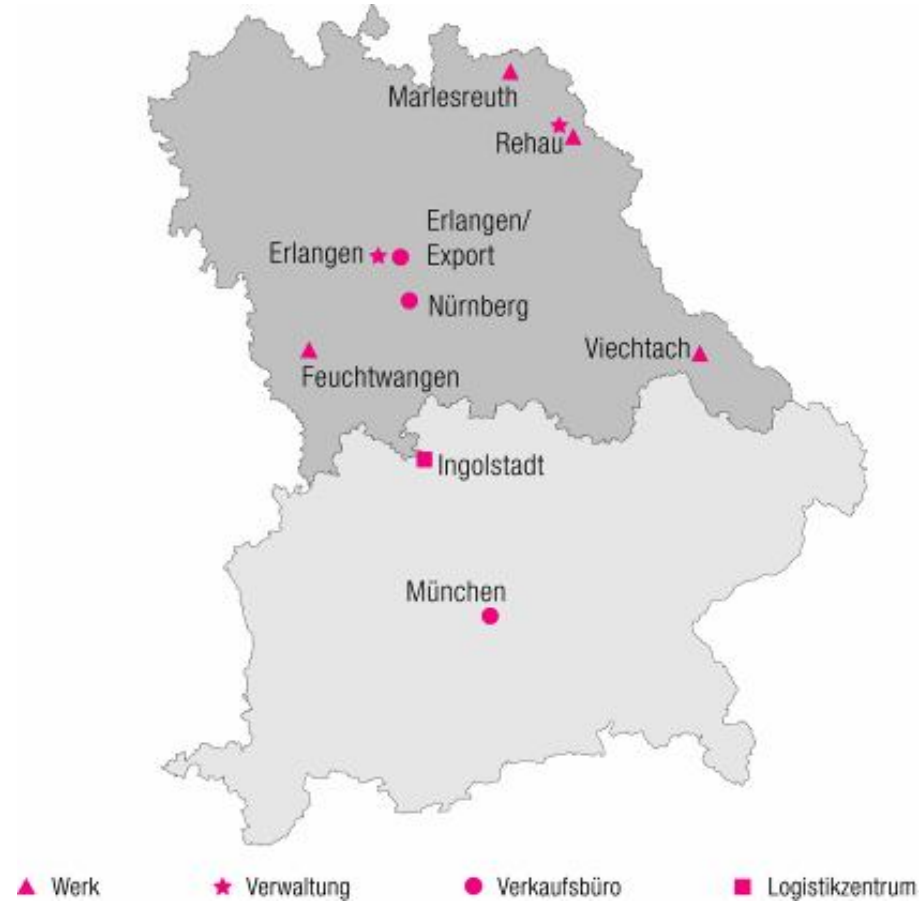 Marlesreuth
Rehau
Erlangen/
Erlangen Export
Nürnberg
Viechtach
Feuchtwangen
Ingolstadt
München
Werk Verwaltung Verkaufsbüro Logistikzentrum